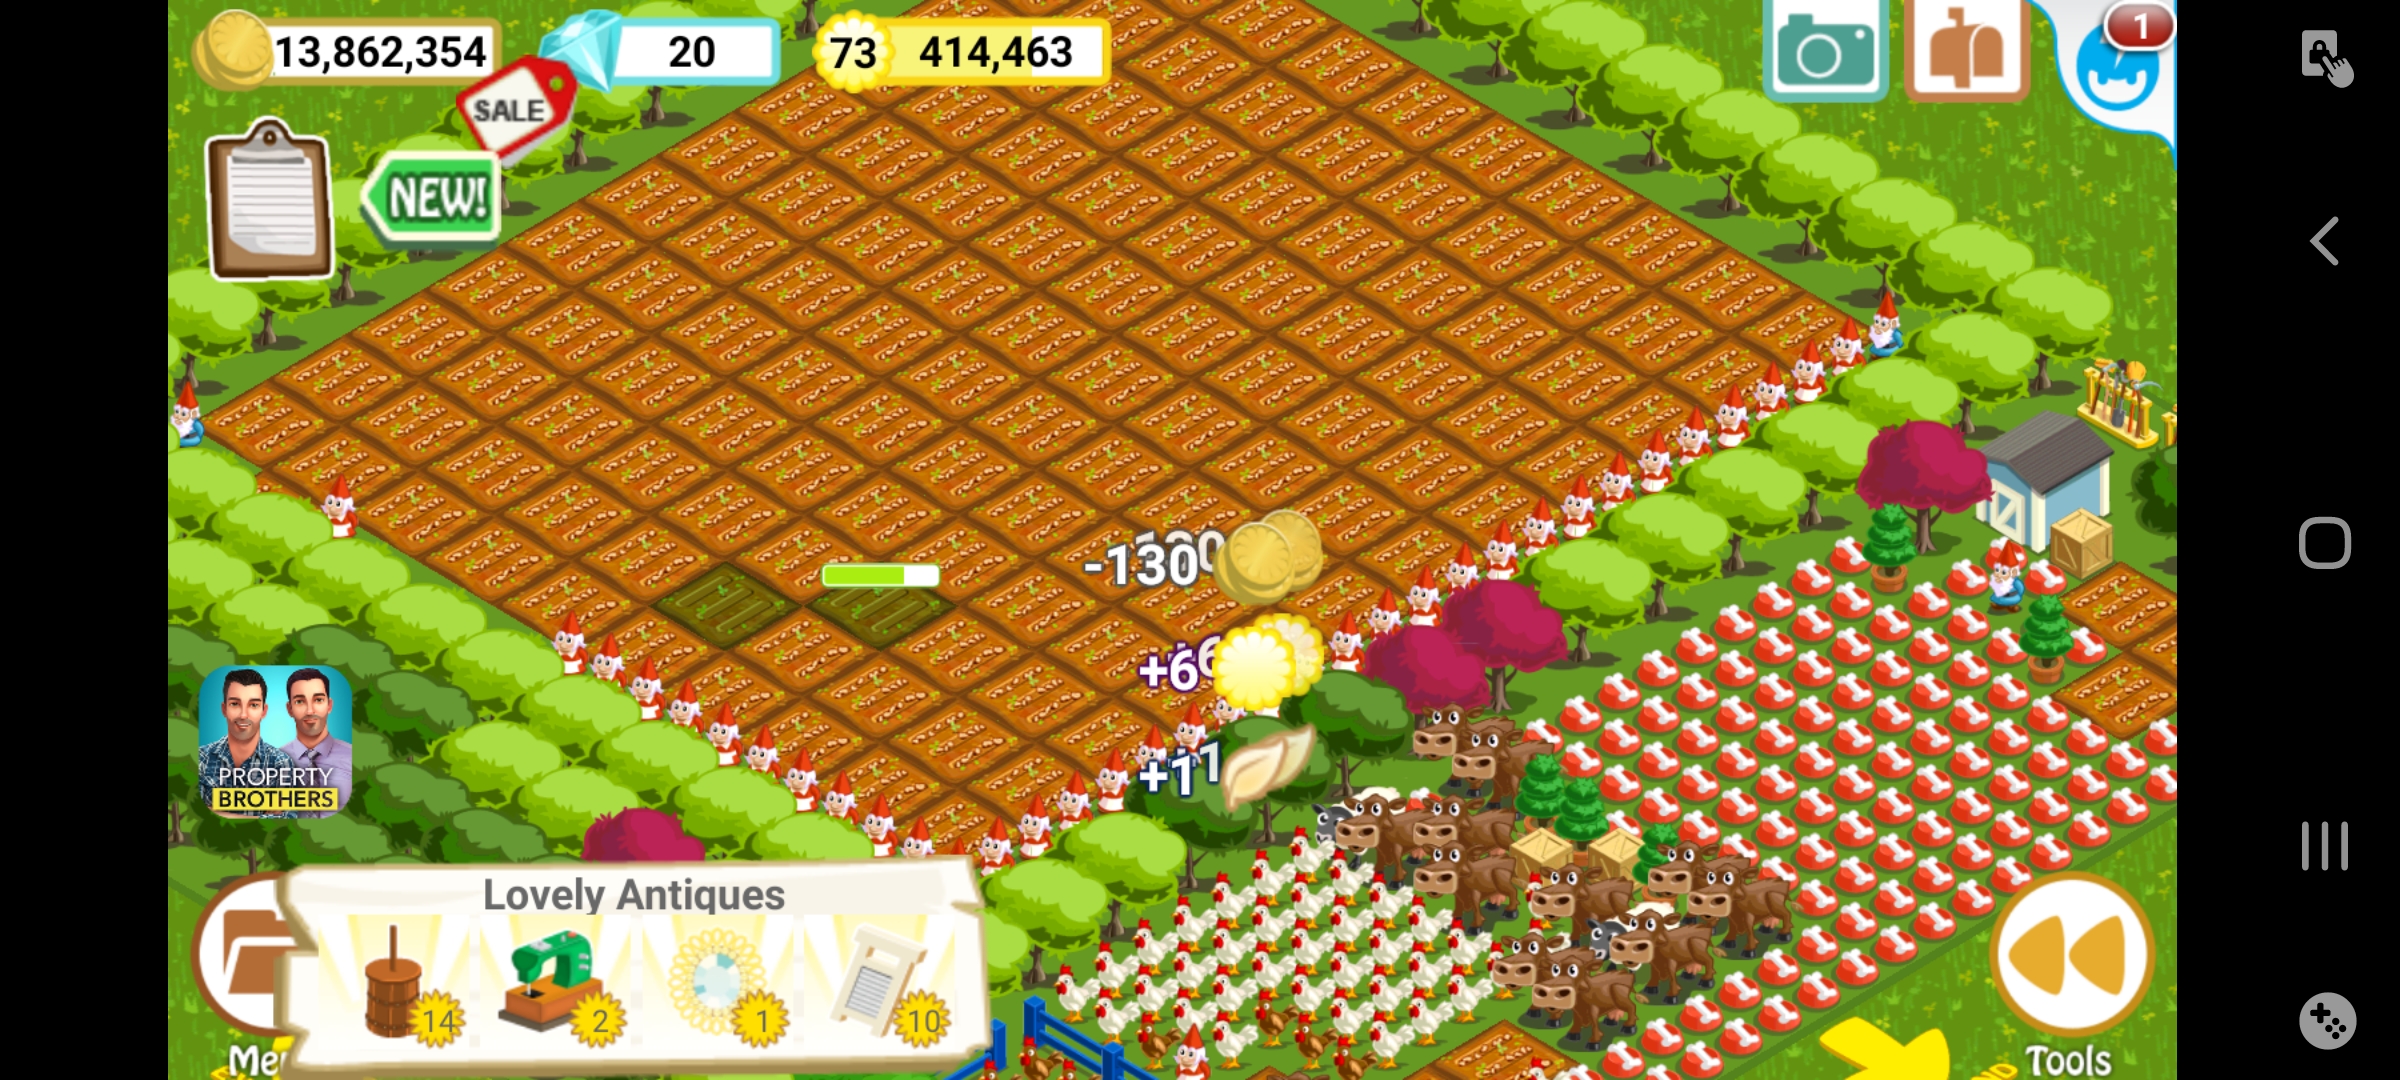 13,862,354
20
73
414,463
1
SALE
NEW!
-130
+6
+1
PROPERTY
BROTHERS
Lovely Antiques
14
2
1
10
Tools